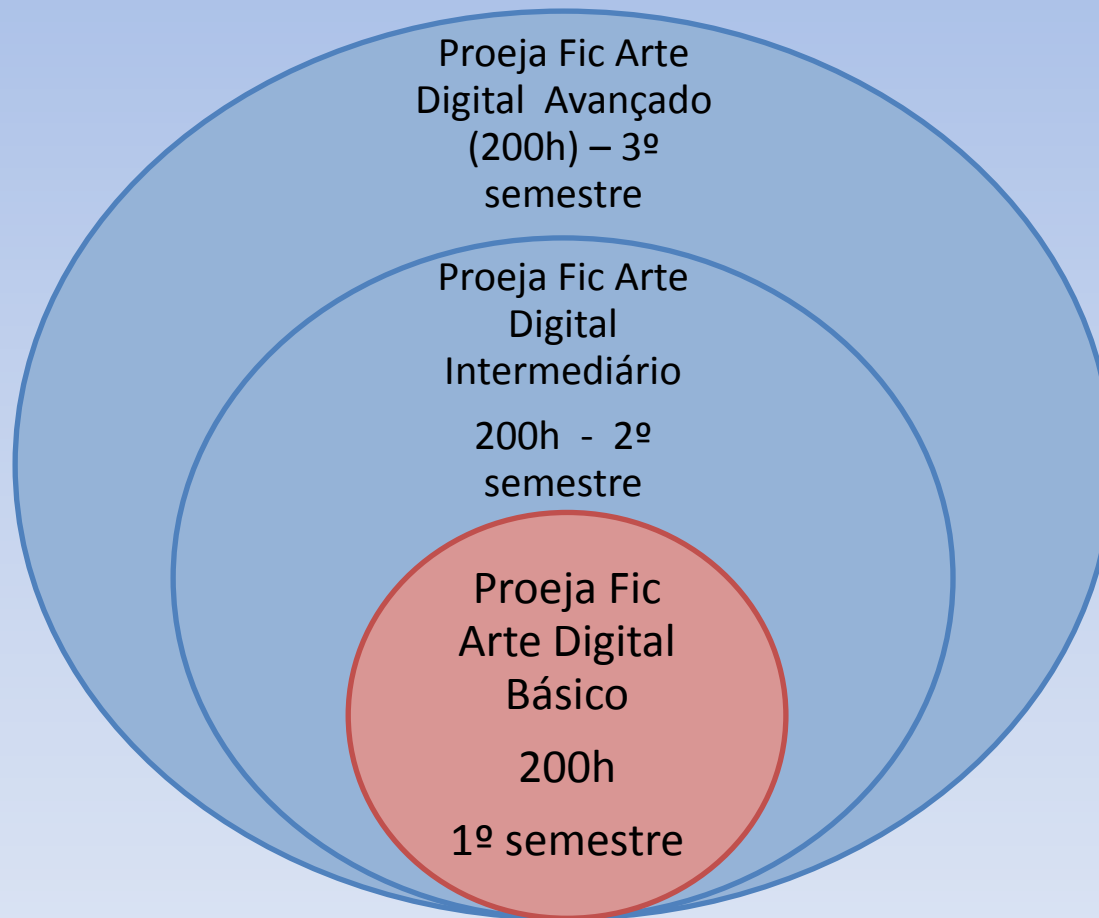 Proeja Fic Arte
Digital Avançado
(200h) – 3º
semestre
Proeja Fic Arte
Digital
Intermediário
200h - 2º
semestre
Proeja Fic
Arte Digital
Básico
200h
1º semestre